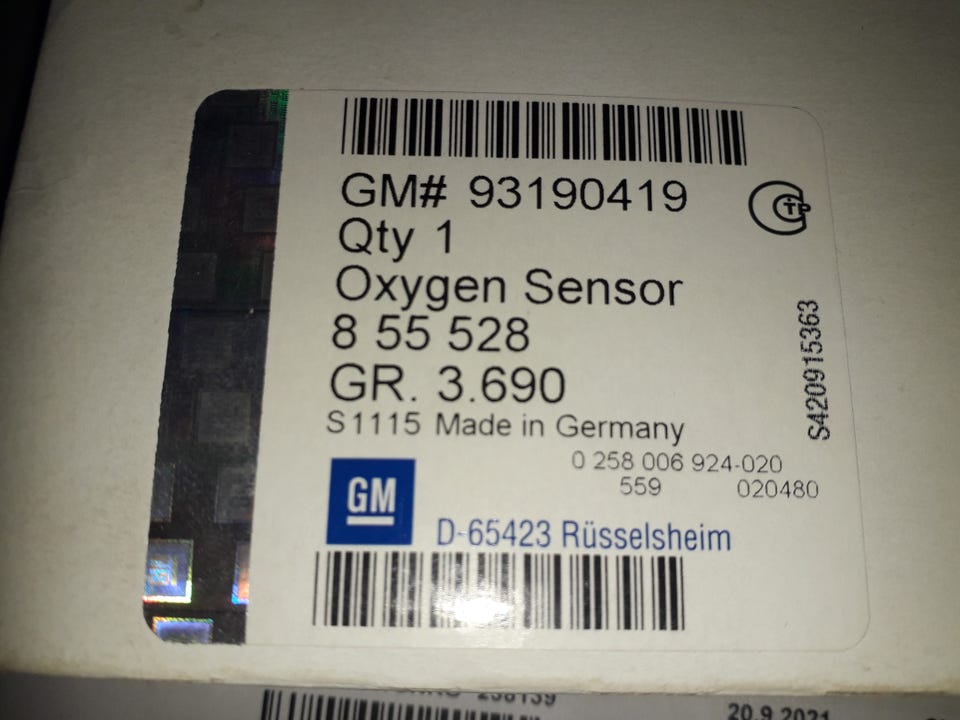 GM# 93190419
Qty 1
Oxygen Sensor
8 55 528
GR. 3.690
S1115 Made in Germany
0 258 006 924-020
559 020480
GM
D-65423 Rüsselsheim
S420915363
20.9.2021